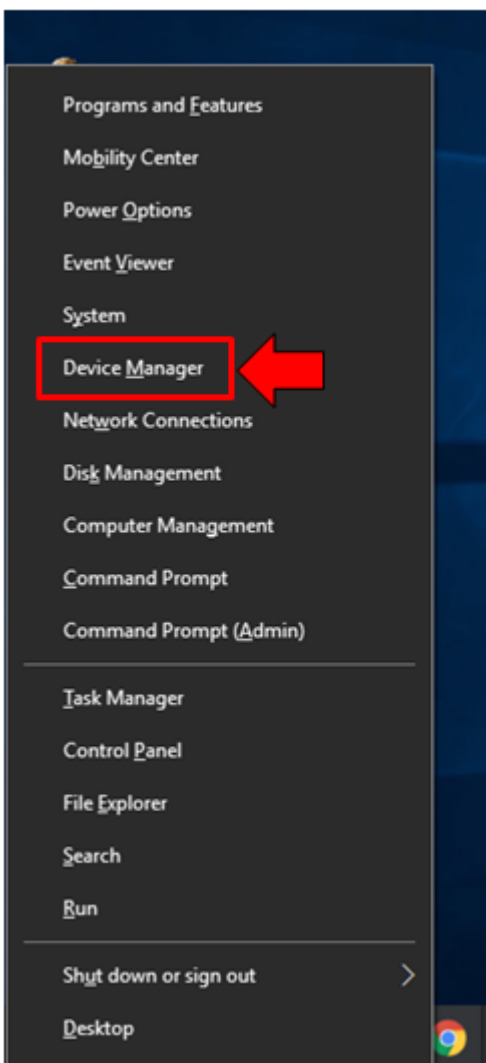 Programs and Features
Mobility Center
Power Options
Event Viewer
System
Device Manager
Network Connections
Disk Management
Computer Management
Command Prompt
Command Prompt (Admin)
Task Manager
Control Panel
File Explorer
Search
Run
Shut down or sign out
Desktop